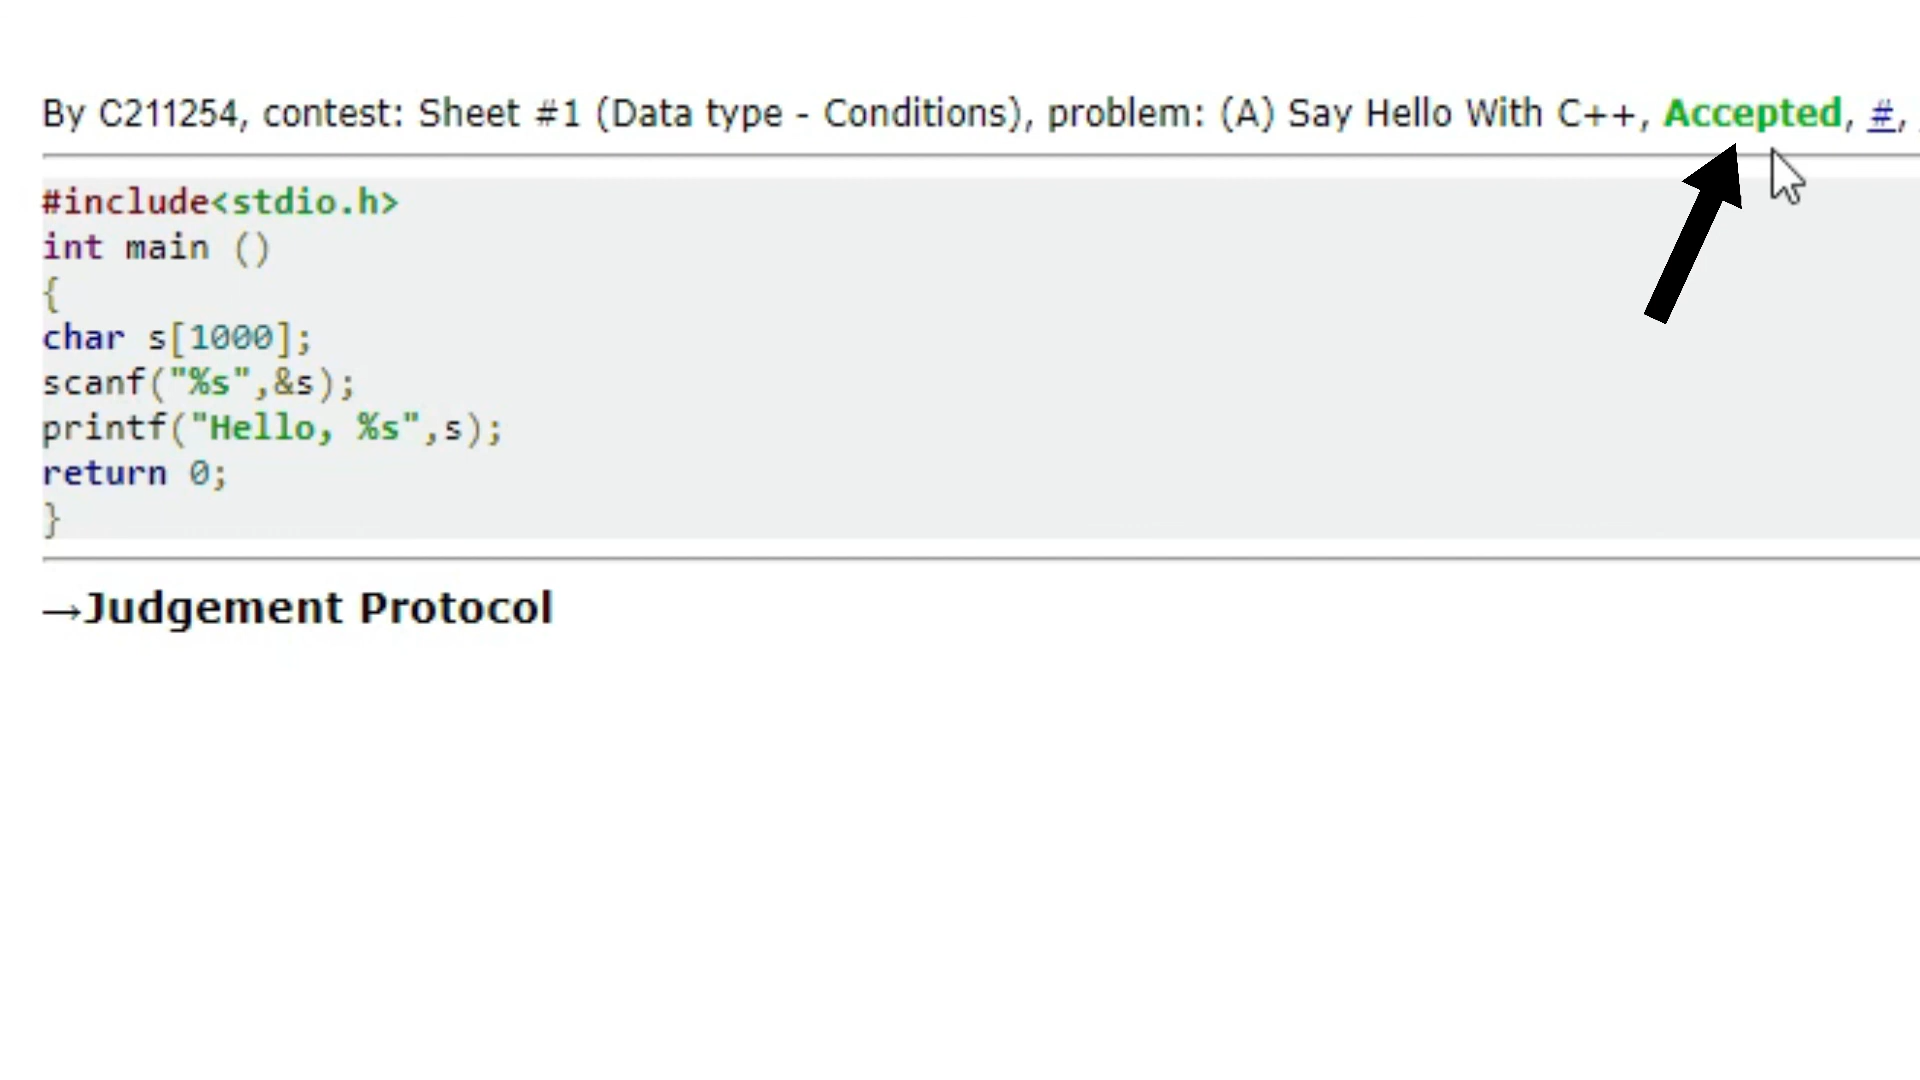 By C211254, contest: Sheet #1 (Data type - Conditions), problem: (A) Say Hello With C++, Accepted, #,
#include<stdio.h>
int main ()
{
char s[1000];
scanf("%s",&s);
printf("Hello, %s",s);
return 0;
}
→Judgement Protocol